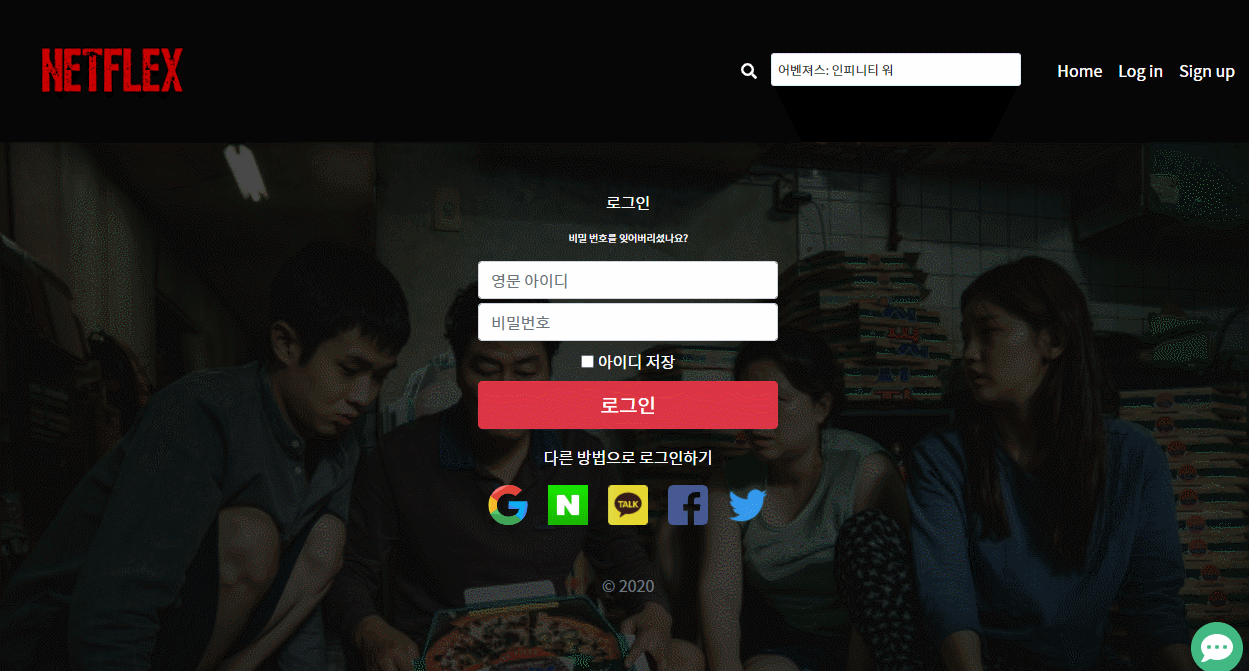 NETFLEX
어벤져스: 인피니티 워
Home
Log in
Sign up
로그인
비밀 번호를 잊어버리셨나요?
영문 아이디
비밀번호
아이디 저장
로그인
다른 방법으로 로그인하기
N
TALK
© 2020